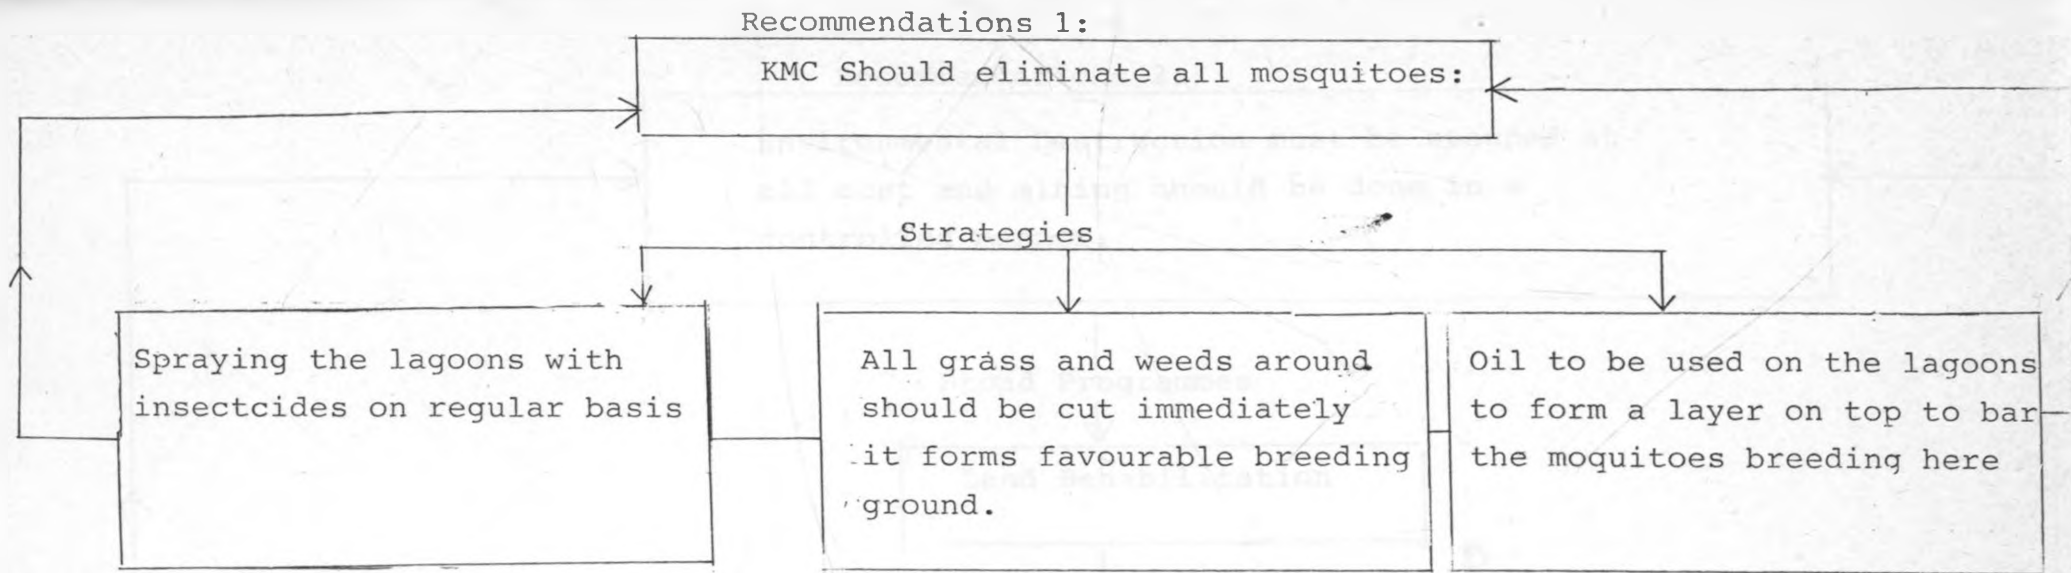 Recommendations 1:
KMC Should eliminate all mosquitoes:
Strategies
Spraying the lagoons with
insectcides on regular basis
All grass and weeds around
should be cut immediately
it forms favourable breeding
ground.
Oil to be used on the lagoons
to form a layer on top to bar
the moquitoes breeding here